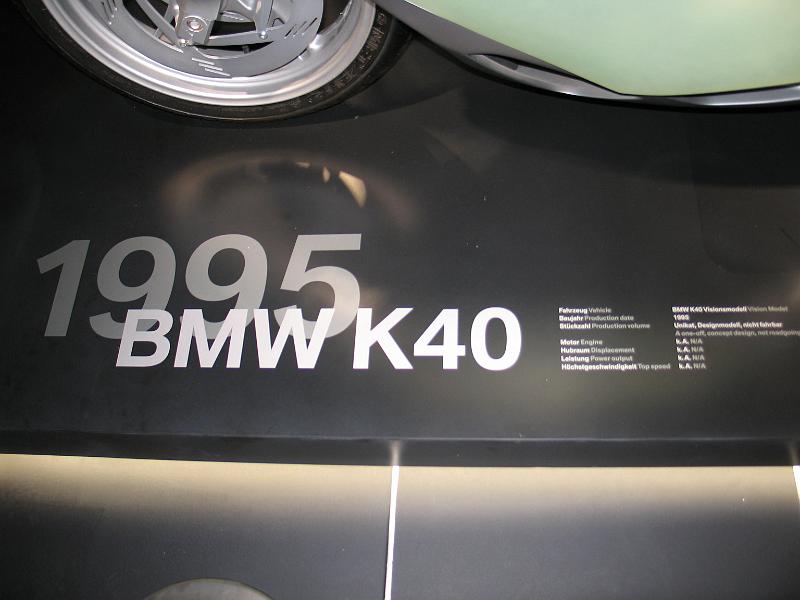 1995
BMW K40
Fahrzeug Vehicle BMW K40 Visionsmodell Vision Model
Baujahr Production date 1995
Stückzahl Production volume Unikat, Designmodell, nicht fahrbar
A one-off, concept design, not roadgoing
Motor Engine k.A. N/A
Hubraum Displacement k.A. N/A
Leistung Power output k.A. N/A
Höchstgeschwindigkeit Top speed k.A. N/A